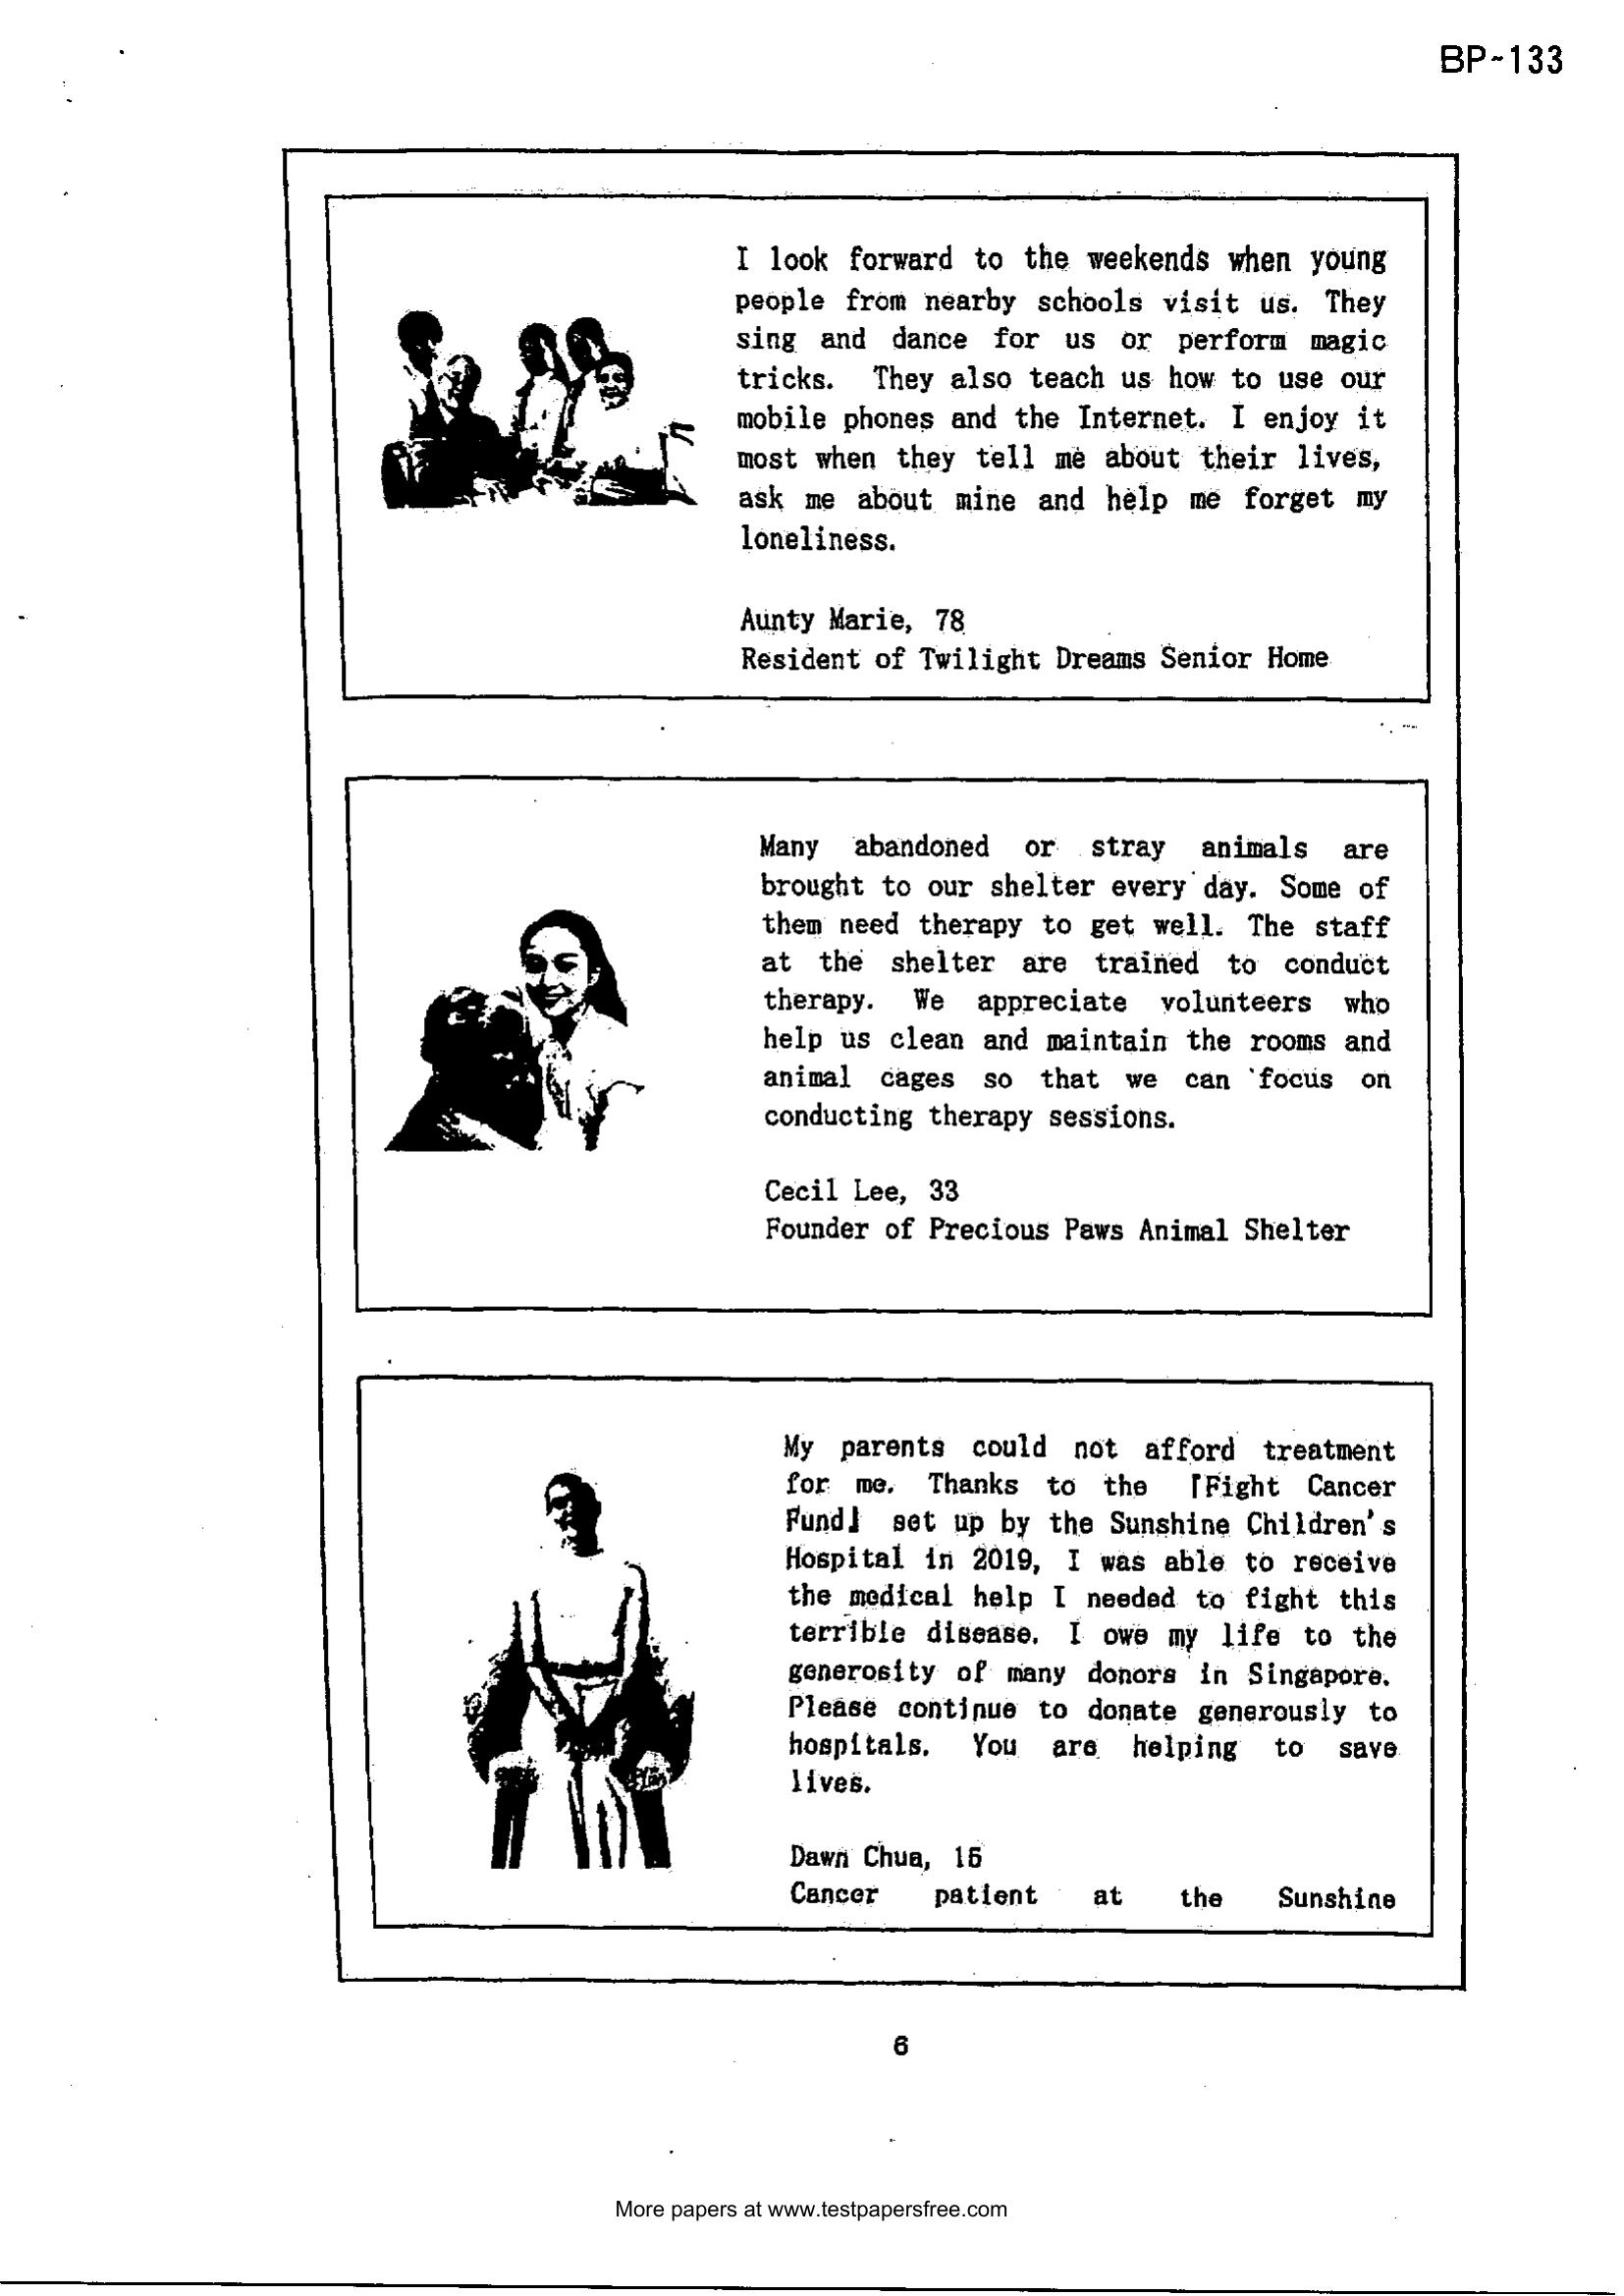 BP-133
I look forward to the weekends when young
people from nearby schools visit us. They
sing and dance for us or perform magic
tricks. They also teach us how to use our
mobile phones and the Internet. I enjoy it
most when they tell me about their lives,
ask me about mine and help me forget my
loneliness.
Aunty Marie, 78
Resident of Twilight Dreams Senior Home
Many abandoned or stray animals are
brought to our shelter every day. Some of
them need therapy to get well. The staff
at the shelter are trained to conduct
therapy. We appreciate volunteers who
help us clean and maintain the rooms and
animal cages so that we can focus on
conducting therapy sessions.
Cecil Lee, 33
Founder of Precious Paws Animal Shelter
My parents could not afford treatment
for me. Thanks to the「Fight Cancer
Fund」 set up by the Sunshine Children's
Hospital in 2019, I was able to receive
the medical help I needed to fight this
terrible disease. I owe my life to the
generosity of many donors in Singapore.
Please continue to donate generously to
hospitals. You are helping to save
lives.
Dawn Chua, 15
Cancer patient at the Sunshine
6
More papers at www.testpapersfree.com